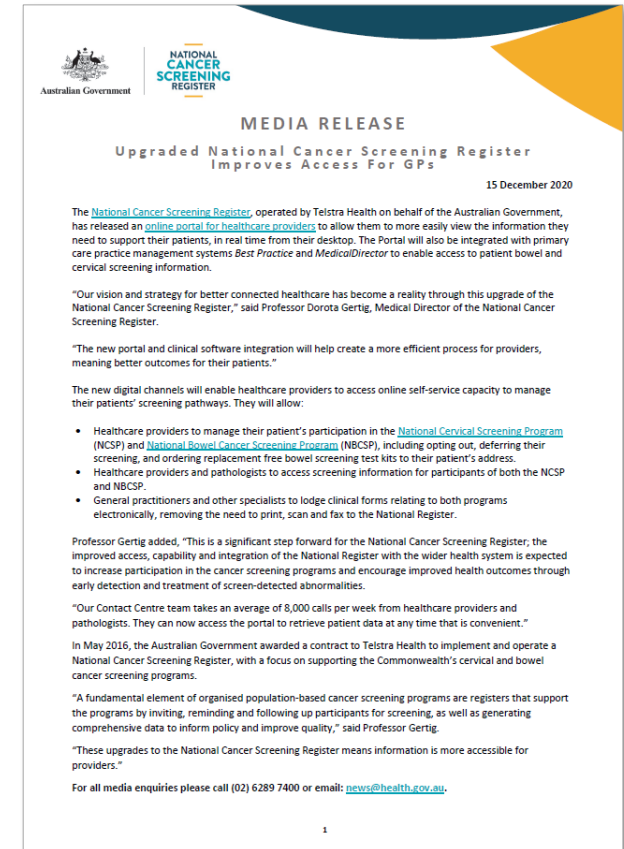 Australian Government
NATIONAL
CANCER
SCREENING
REGISTER
MEDIA RELEASE
Upgraded National Cancer Screening Register
Improves Access For GPs
15 December 2020
The National Cancer Screening Register, operated by Telstra Health on behalf of the Australian Government,
has released an online portal for healthcare providers to allow them to more easily view the information they
need to support their patients, in real time from their desktop. The Portal will also be integrated with primary
care practice management systems Best Practice and MedicalDirector to enable access to patient bowel and
cervical screening information.
“Our vision and strategy for better connected healthcare has become a reality through this upgrade of the
National Cancer Screening Register,” said Professor Dorota Gertig, Medical Director of the National Cancer
Screening Register.
“The new portal and clinical software integration will help create a more efficient process for providers,
meaning better outcomes for their patients.”
The new digital channels will enable healthcare providers to access online self-service capacity to manage
their patients’ screening pathways. They will allow:
• Healthcare providers to manage their patient’s participation in the National Cervical Screening Program
(NCSP) and National Bowel Cancer Screening Program (NBCSP), including opting out, deferring their
screening, and ordering replacement free bowel screening test kits to their patient’s address.
• Healthcare providers and pathologists to access screening information for participants of both the NCSP
and NBCSP.
• General practitioners and other specialists to lodge clinical forms relating to both programs
electronically, removing the need to print, scan and fax to the National Register.
Professor Gertig added, “This is a significant step forward for the National Cancer Screening Register; the
improved access, capability and integration of the National Register with the wider health system is expected
to increase participation in the cancer screening programs and encourage improved health outcomes through
early detection and treatment of screen-detected abnormalities.
“Our Contact Centre team takes an average of 8,000 calls per week from healthcare providers and
pathologists. They can now access the portal to retrieve patient data at any time that is convenient.”
In May 2016, the Australian Government awarded a contract to Telstra Health to implement and operate a
National Cancer Screening Register, with a focus on supporting the Commonwealth’s cervical and bowel
cancer screening programs.
“A fundamental element of organised population-based cancer screening programs are registers that support
the programs by inviting, reminding and following up participants for screening, as well as generating
comprehensive data to inform policy and improve quality,” said Professor Gertig.
“These upgrades to the National Cancer Screening Register means information is more accessible for
providers.”
For all media enquiries please call (02) 6289 7400 or email: news@health.gov.au.
1